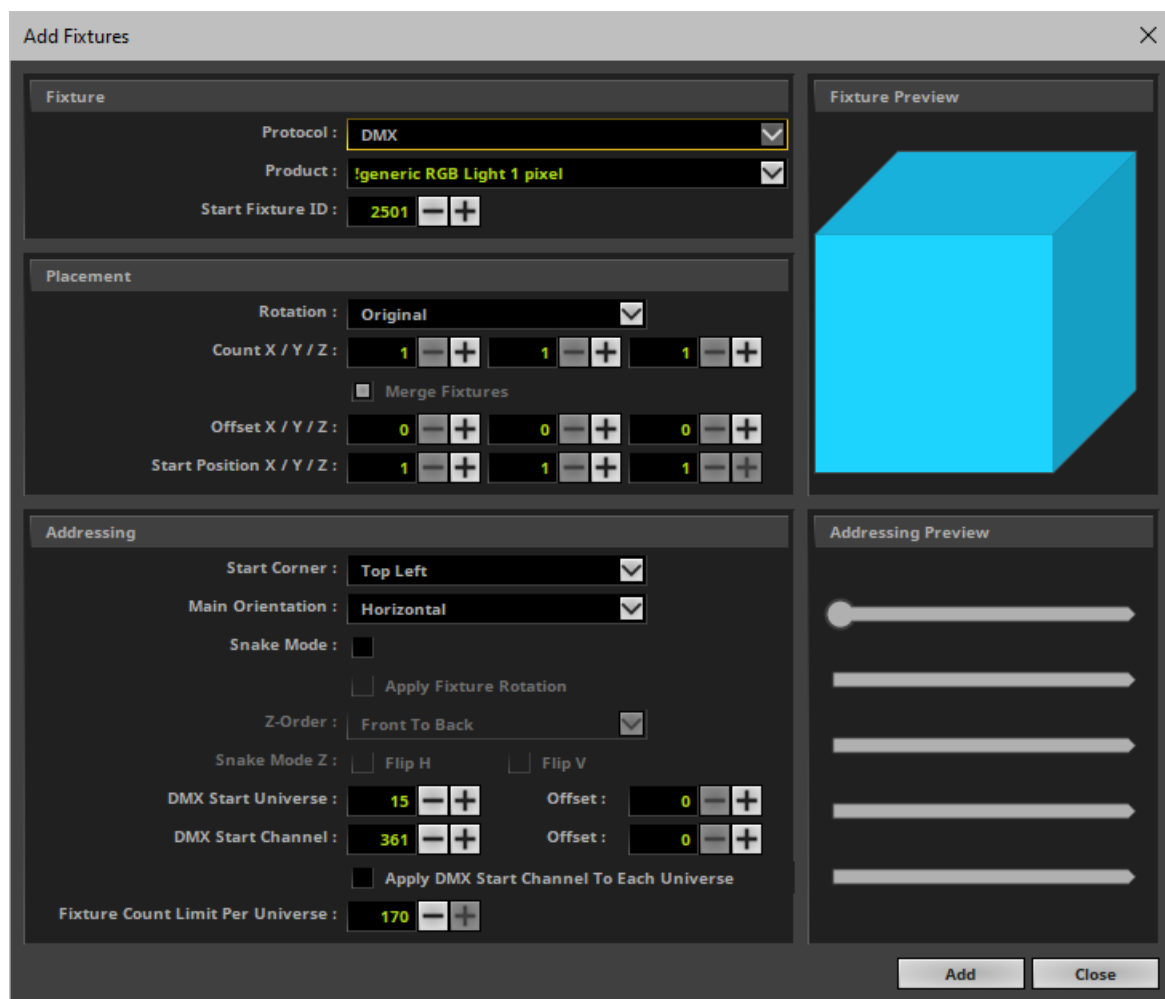 Add Fixtures
Fixture
Protocol : DMX
Product : !generic RGB Light 1 pixel
Start Fixture ID : 2501
Placement
Rotation : Original
Count X / Y / Z : 1 1 1
Merge Fixtures
Offset X / Y / Z : 0 0 0
Start Position X / Y / Z : 1 1 1
Addressing
Start Corner : Top Left
Main Orientation : Horizontal
Snake Mode :
Apply Fixture Rotation
Z-Order : Front To Back
Snake Mode Z : Flip H Flip V
DMX Start Universe : 15 Offset : 0
DMX Start Channel : 361 Offset : 0
Apply DMX Start Channel To Each Universe
Fixture Count Limit Per Universe : 170
Fixture Preview
Addressing Preview
Add Close